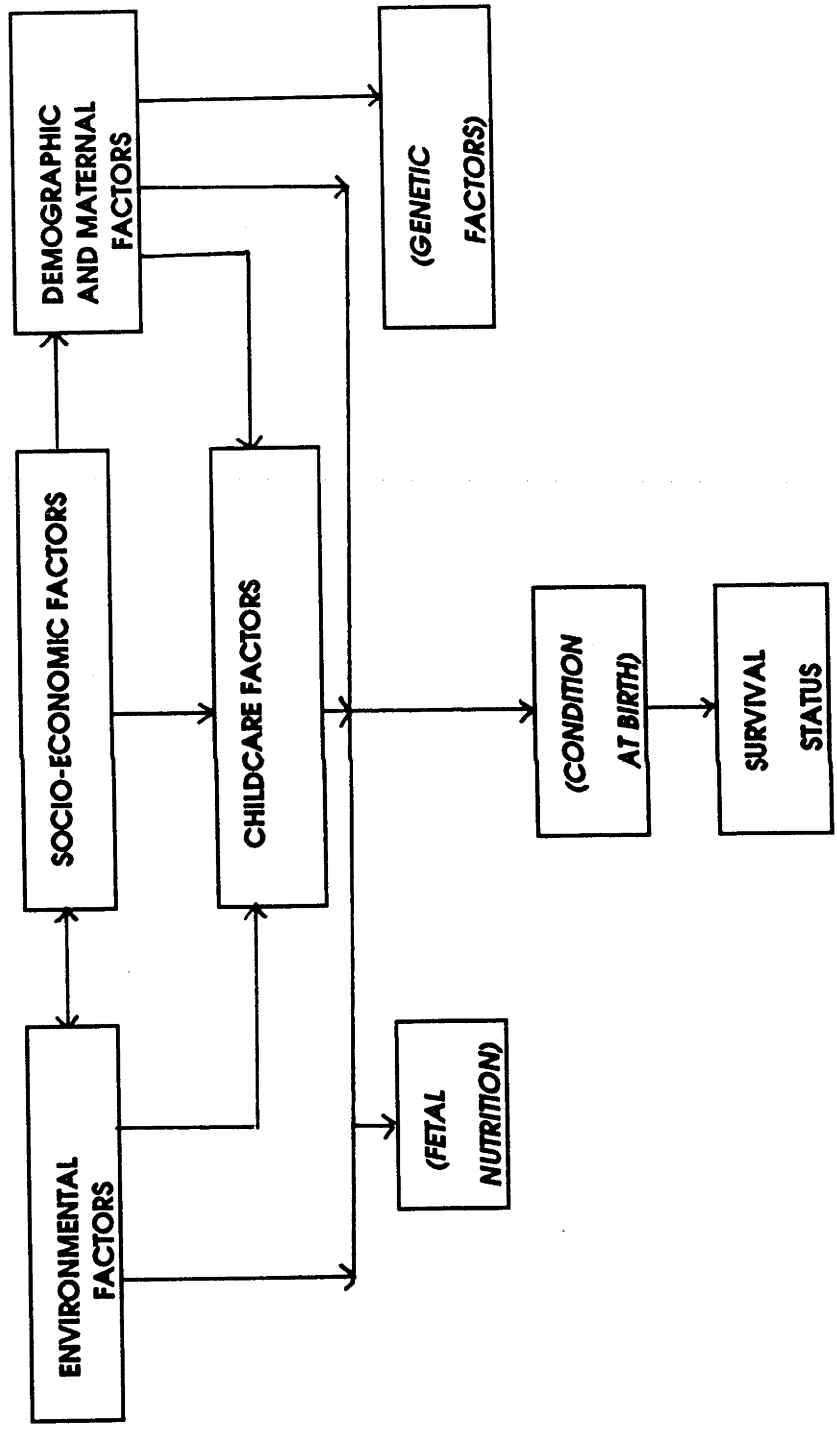 ENVIRONMENTAL
FACTORS
SOCIO-ECONOMIC FACTORS
DEMOGRAPHIC
AND MATERNAL
FACTORS
CHILDCARE FACTORS
(FETAL
NUTRITION)
(GENETIC
FACTORS)
(CONDITION
AT BIRTH)
SURVIVAL
STATUS